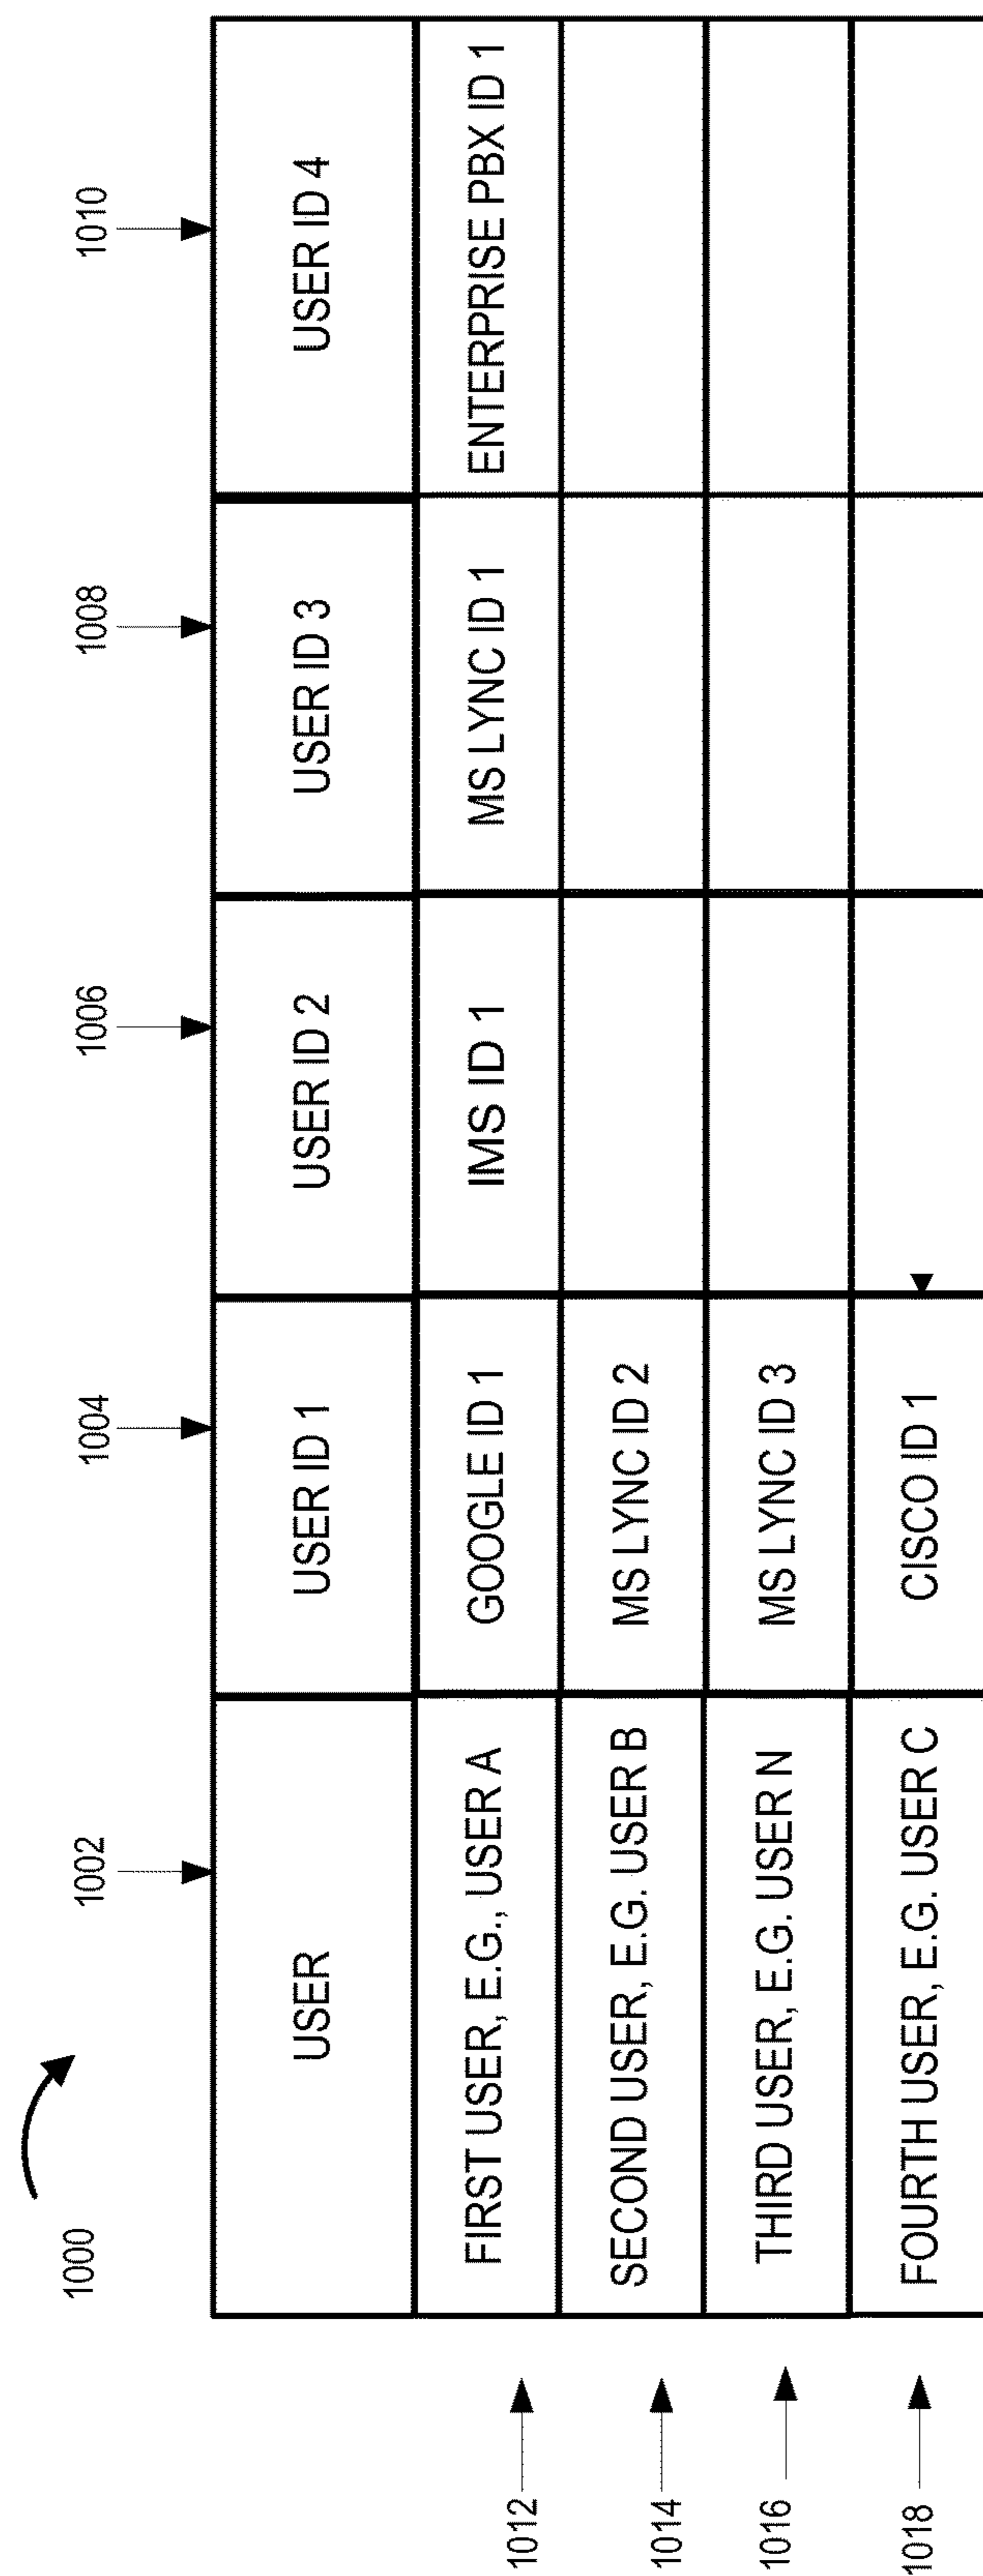 1000
1002
1004
1006
1008
1010
USER
USER ID 1
USER ID 2
USER ID 3
USER ID 4
1012
FIRST USER, E.G., USER A
GOOGLE ID 1
IMS ID 1
MS LYNC ID 1
ENTERPRISE PBX ID 1
1014
SECOND USER, E.G. USER B
MS LYNC ID 2
1016
THIRD USER, E.G. USER N
MS LYNC ID 3
1018
FOURTH USER, E.G. USER C
CISCO ID 1